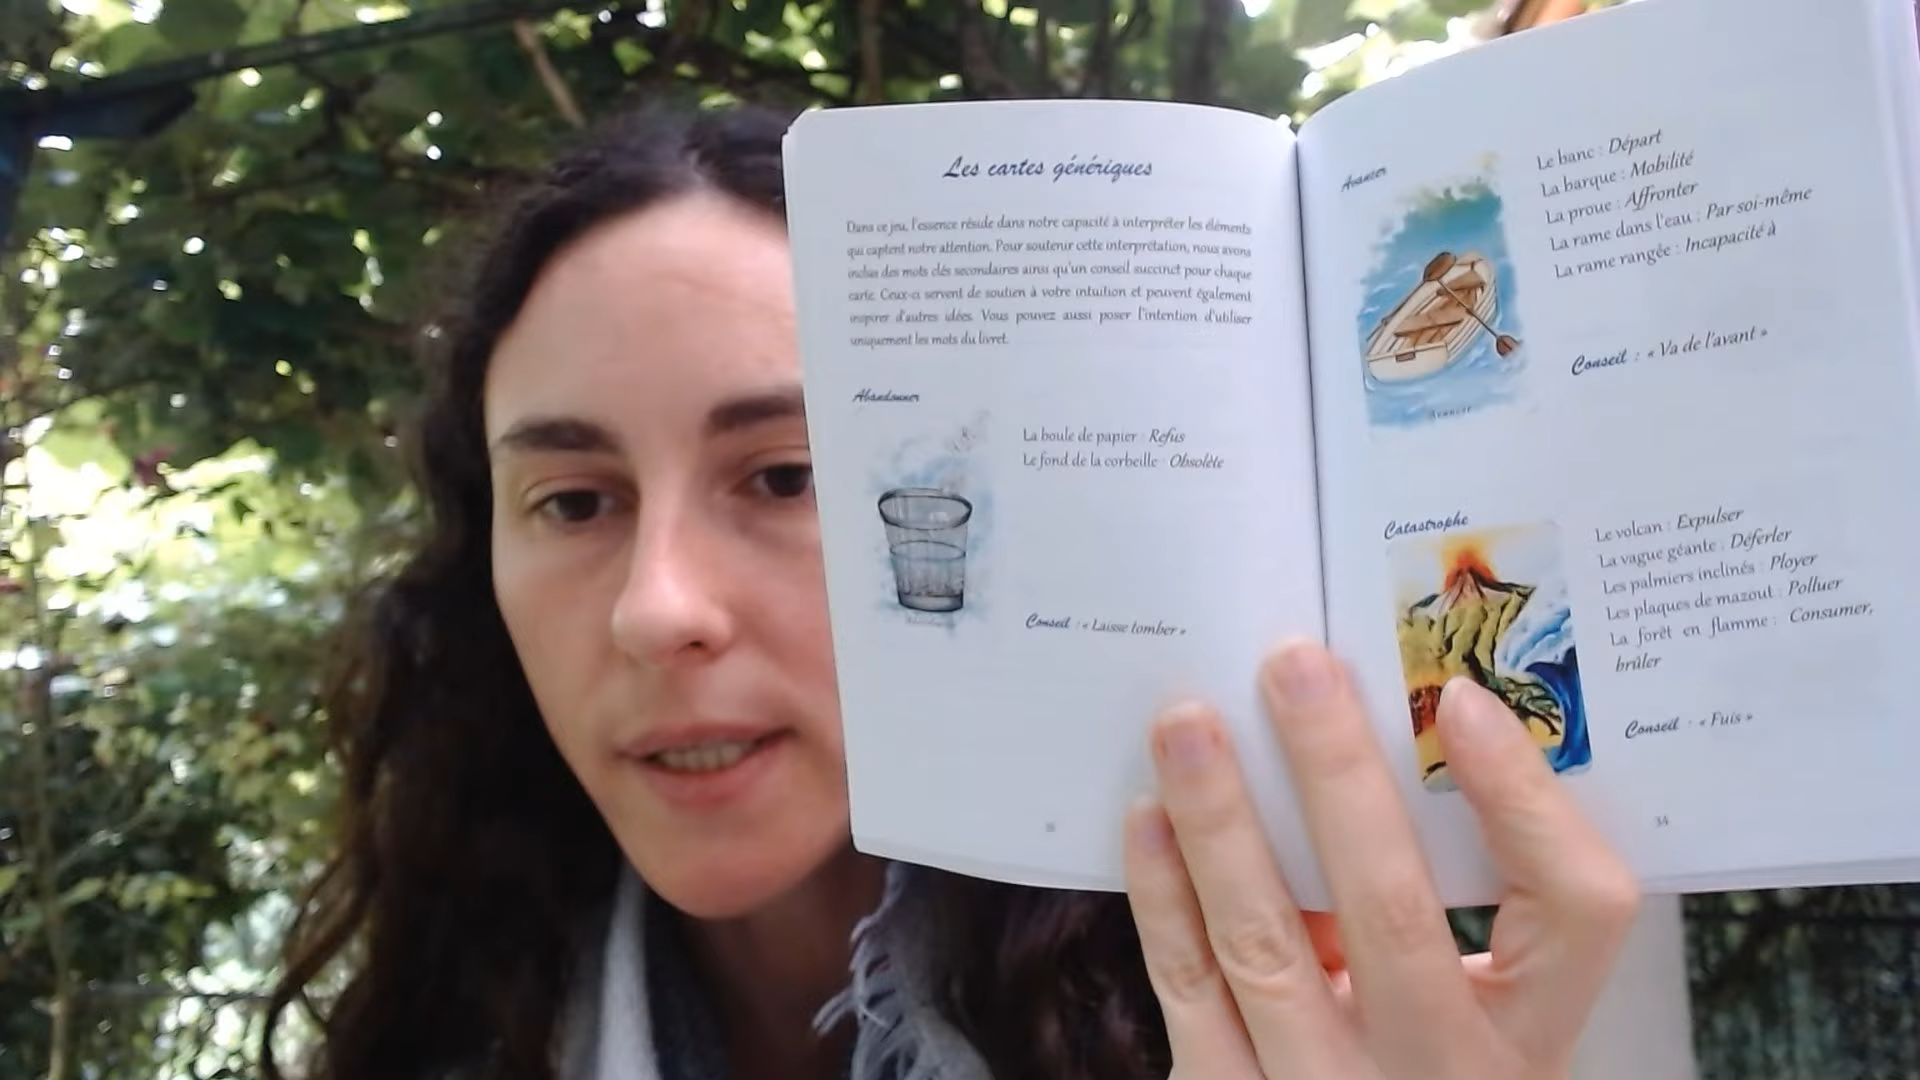 Les cartes génériques
Dans ce jeu, l'essence réside dans notre capacité à interpréter les éléments
qui captent notre attention. Pour soutenir cette interprétation, nous avons
inclus des mots clés secondaires ainsi qu'un conseil succinct pour chaque
carte. Ceux-ci servent de soutien à votre intuition et peuvent également
inspirer d'autres idées. Vous pouvez aussi poser l'intention d'utiliser
uniquement les mots du livret.
Abandonner
La boule de papier : Refus
Le fond de la corbeille : Obsolète
Conseil : « Laisse tomber »
Avancer
Le banc : Départ
La barque : Mobilité
La proue : Affronter
La rame dans l'eau : Par soi-même
La rame rangée : Incapacité à
Conseil : « Va de l'avant »
Avancer
Catastrophe
Le volcan : Expulser
La vague géante : Déferler
Les palmiers inclinés : Ployer
Les plaques de mazout : Polluer
La forêt en flamme : Consumer,
brûler
Conseil : « Fuis »
34